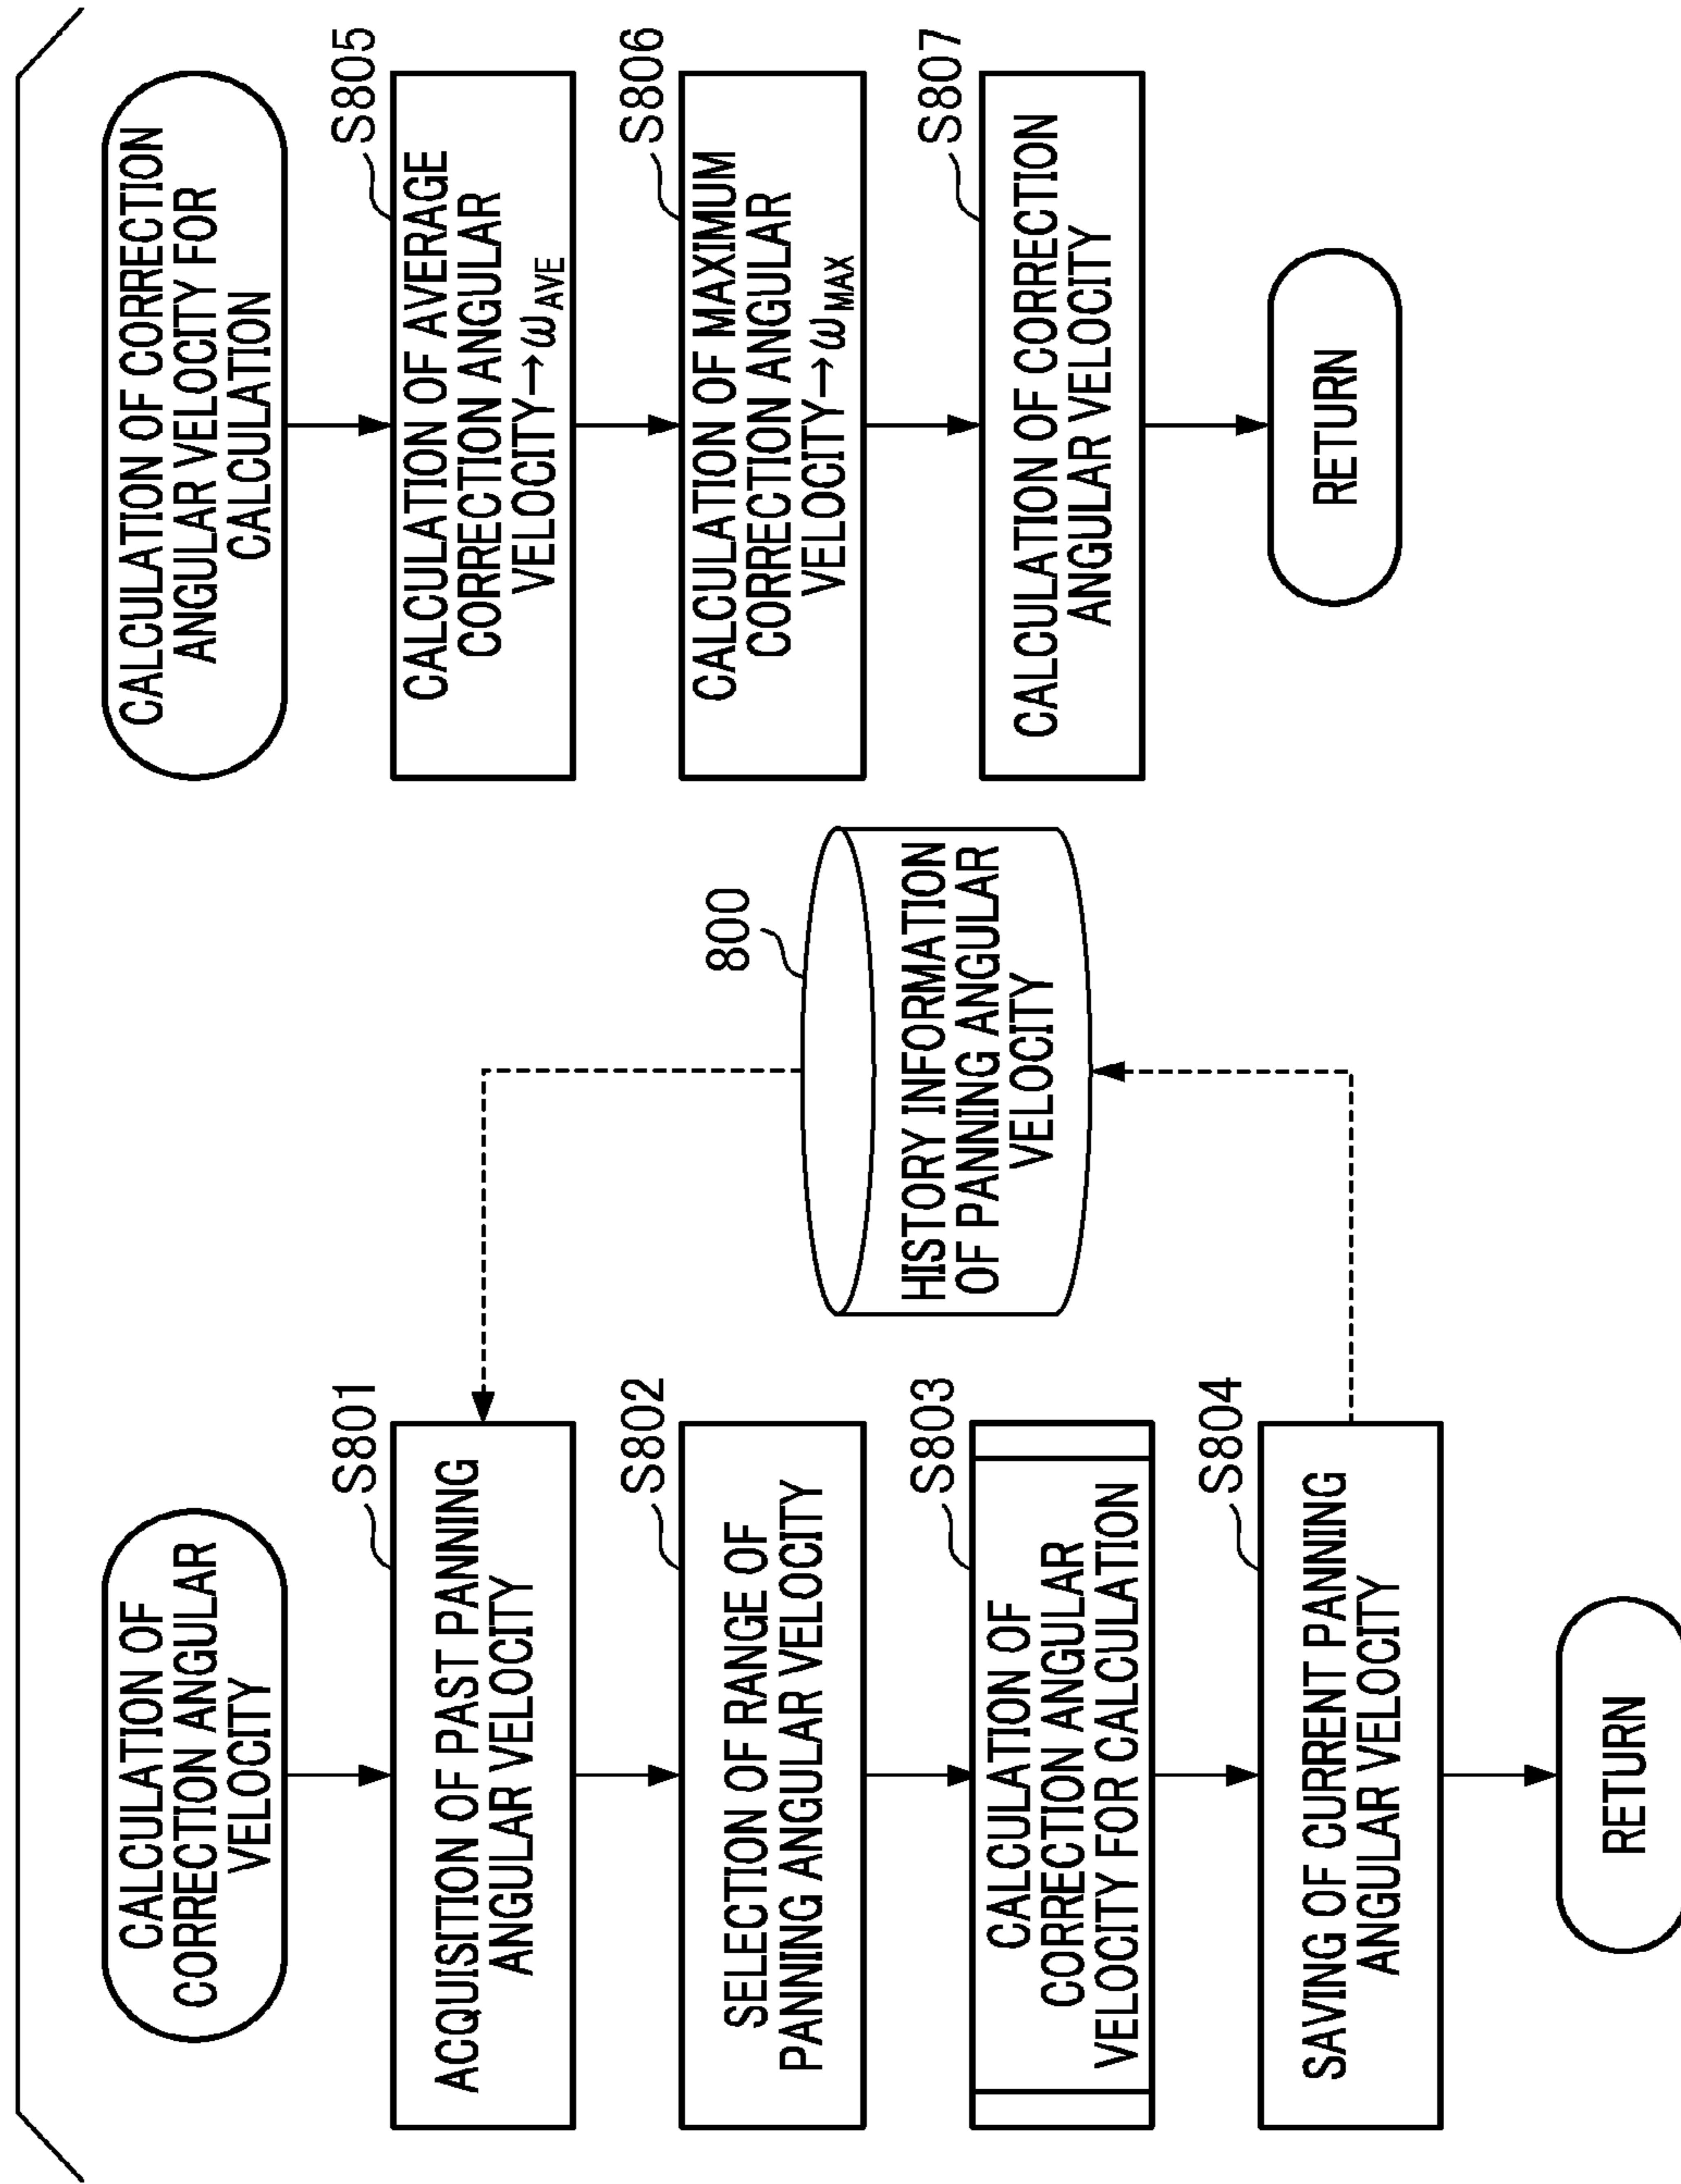 CALCULATION OF
CORRECTION ANGULAR
VELOCITY
S801
ACQUISITION OF PAST PANNING
ANGULAR VELOCITY
S802
SELECTION OF RANGE OF
PANNING ANGULAR VELOCITY
S803
CALCULATION OF
CORRECTION ANGULAR
VELOCITY FOR CALCULATION
S804
SAVING OF CURRENT PANNING
ANGULAR VELOCITY
RETURN
800
HISTORY INFORMATION
OF PANNING ANGULAR
VELOCITY
CALCULATION OF CORRECTION
ANGULAR VELOCITY FOR
CALCULATION
S805
CALCULATION OF AVERAGE
CORRECTION ANGULAR
VELOCITY→ω AVE
S806
CALCULATION OF MAXIMUM
CORRECTION ANGULAR
VELOCITY→ω MAX
S807
CALCULATION OF CORRECTION
ANGULAR VELOCITY
RETURN